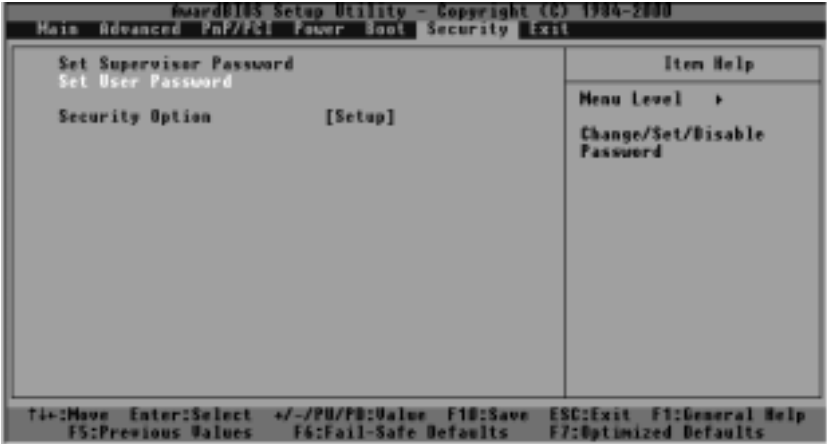 AwardBIOS Setup Utility - Copyright (C) 1984-2000
Main Advanced PnP/PCI Power Boot Security Exit
Set Supervisor Password
Set User Password
Security Option [Setup]
Item Help
Menu Level ▸
Change/Set/Disable
Password
↑↓←:Move Enter:Select +/-/PU/PD:Value F10:Save ESC:Exit F1:General Help
F5:Previous Values F6:Fail-Safe Defaults F7:Optimized Defaults